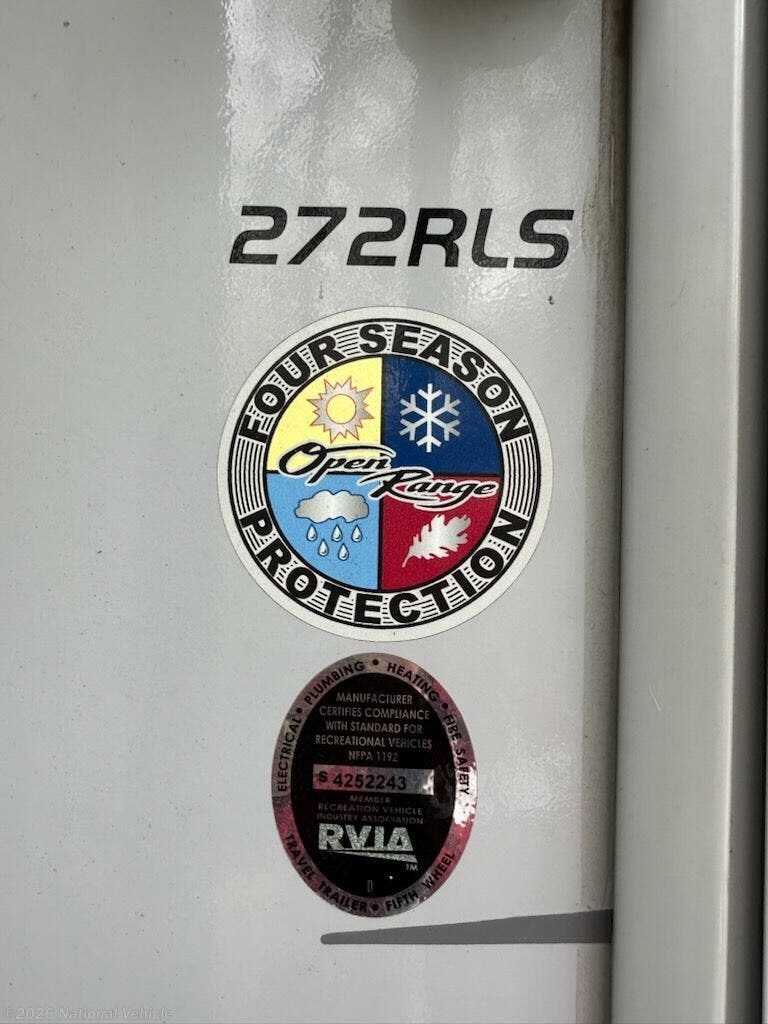 272RLS
FOUR SEASON
Open Range
PROTECTION
ELECTRICAL • PLUMBING • HEATING • FIRE SAFETY
MANUFACTURER
CERTIFIES COMPLIANCE
WITH STANDARD FOR
RECREATIONAL VEHICLES
NFPA 1192
S 4252243
MEMBER
RECREATION VEHICLE
INDUSTRY ASSOCIATION
RVIA
TM
D
TRAVEL TRAILER • FIFTH WHEEL
©2026 National Vehicle